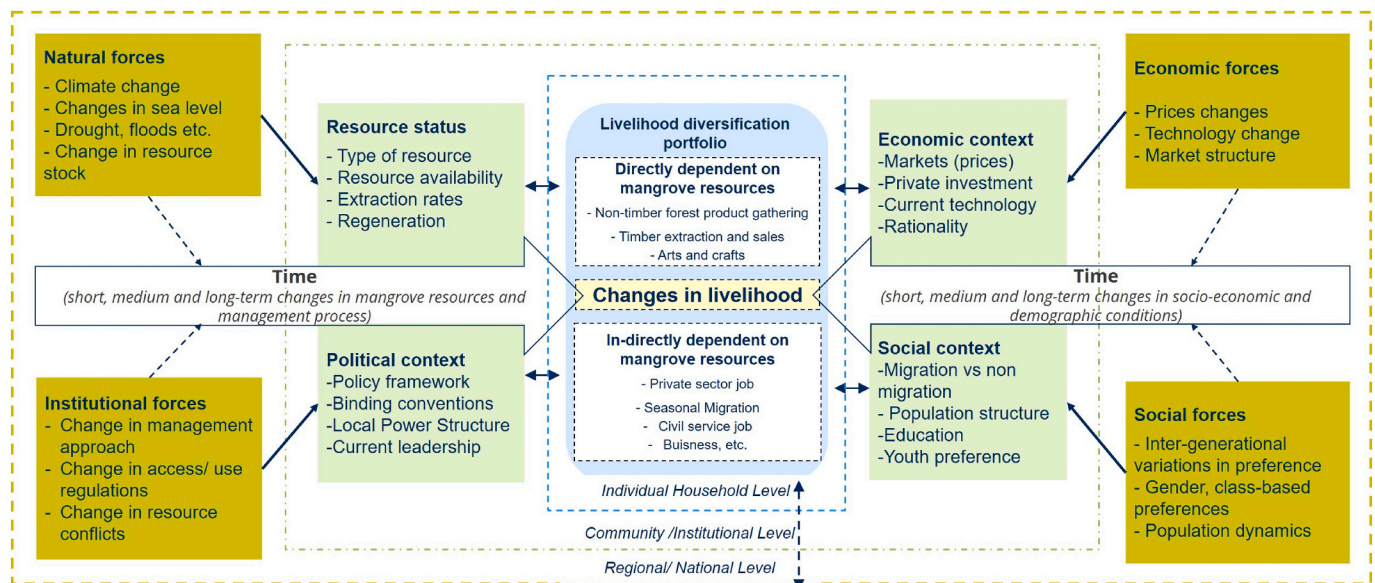 Natural forces
- Climate change
- Changes in sea level
- Drought, floods etc.
- Change in resource
stock
Resource status
- Type of resource
- Resource availability
- Extraction rates
- Regeneration
Livelihood diversification
portfolio
Directly dependent on
mangrove resources
- Non-timber forest product gathering
- Timber extraction and sales
- Arts and crafts
Economic context
-Markets (prices)
-Private investment
-Current technology
- Rationality
Economic forces
- Prices changes
- Technology change
- Market structure
Time
(short, medium and long-term changes in mangrove resources and
management process)
Changes in livelihood
Time
(short, medium and long-term changes in socio-economic and
demographic conditions)
Institutional forces
- Change in management
approach
- Change in access/ use
regulations
- Change in resource
conflicts
Political context
-Policy framework
-Binding conventions
-Local Power Structure
-Current leadership
In-directly dependent on
mangrove resources
- Private sector job
- Seasonal Migration
- Civil service job
- Buisness, etc.
Social context
-Migration vs non
migration
- Population structure
-Education
-Youth preference
Social forces
- Inter-generational
variations in preference
- Gender, class-based
preferences
- Population dynamics
Individual Household Level
Community /Institutional Level
Regional/ National Level